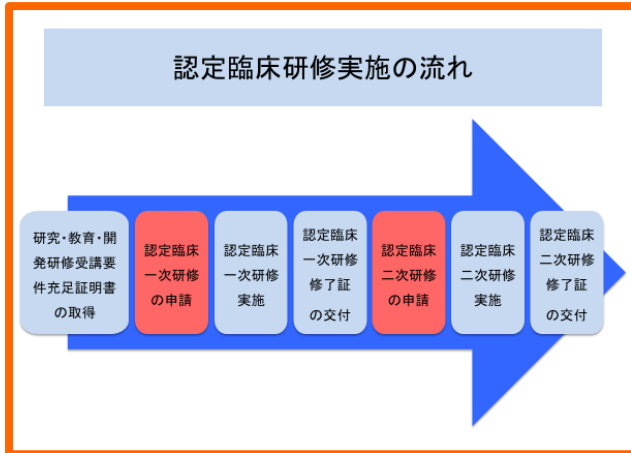 認定臨床研修実施の流れ
研究・教育・開
発研修受講要
件充足証明書
の取得
認定臨床
一次研修
の申請
認定臨床
一次研修
実施
認定臨床
一次研修
修了証
の交付
認定臨床
二次研修
の申請
認定臨床
二次研修
実施
認定臨床
二次研修
修了証
の交付